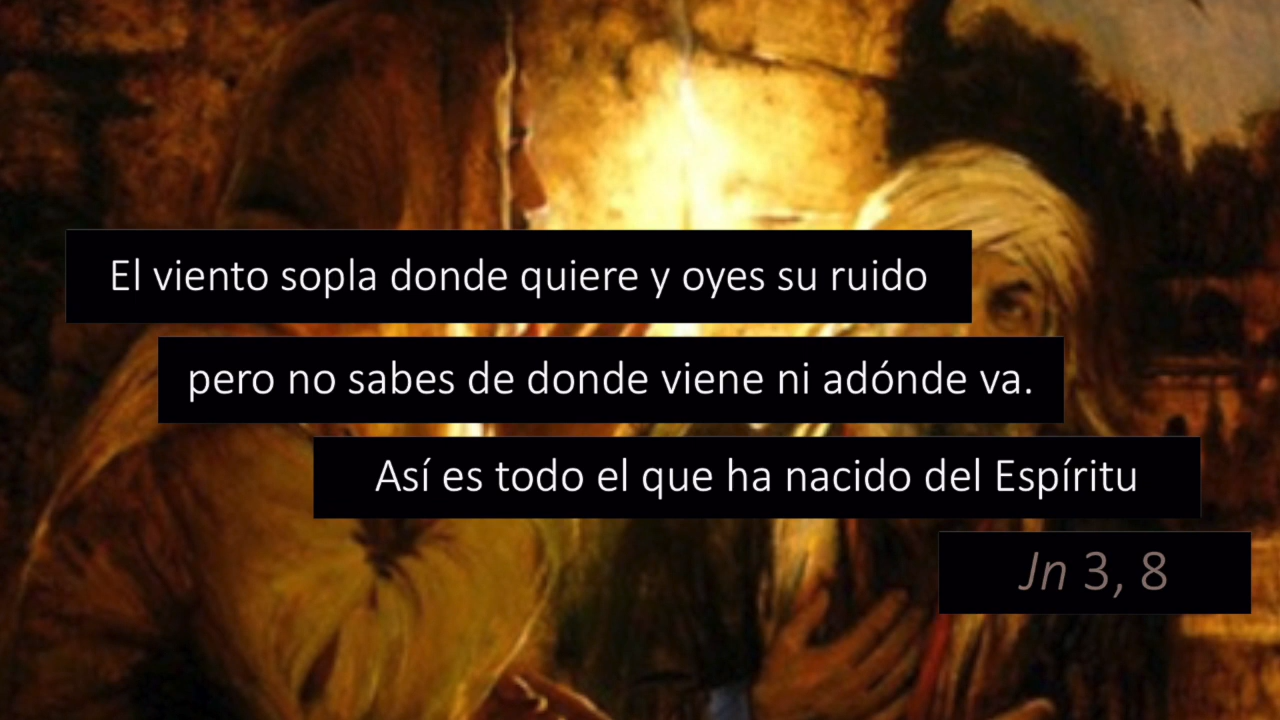 El viento sopla donde quiere y oyes su ruido
pero no sabes de donde viene ni adónde va.
Así es todo el que ha nacido del Espíritu
Jn 3, 8